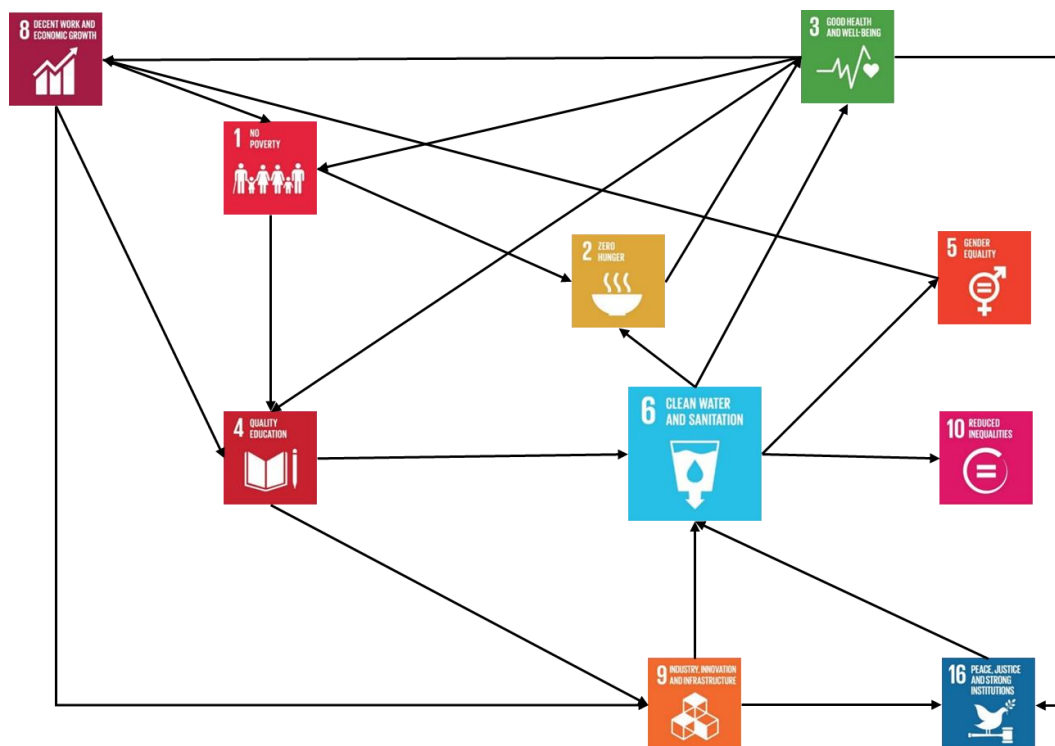 8 DECENT WORK AND
ECONOMIC GROWTH
3 GOOD HEALTH
AND WELL-BEING
1 NO
POVERTY
2 ZERO
HUNGER
5 GENDER
EQUALITY
4 QUALITY
EDUCATION
6 CLEAN WATER
AND SANITATION
10 REDUCED
INEQUALITIES
9 INDUSTRY, INNOVATION
AND INFRASTRUCTURE
16 PEACE, JUSTICE
AND STRONG
INSTITUTIONS